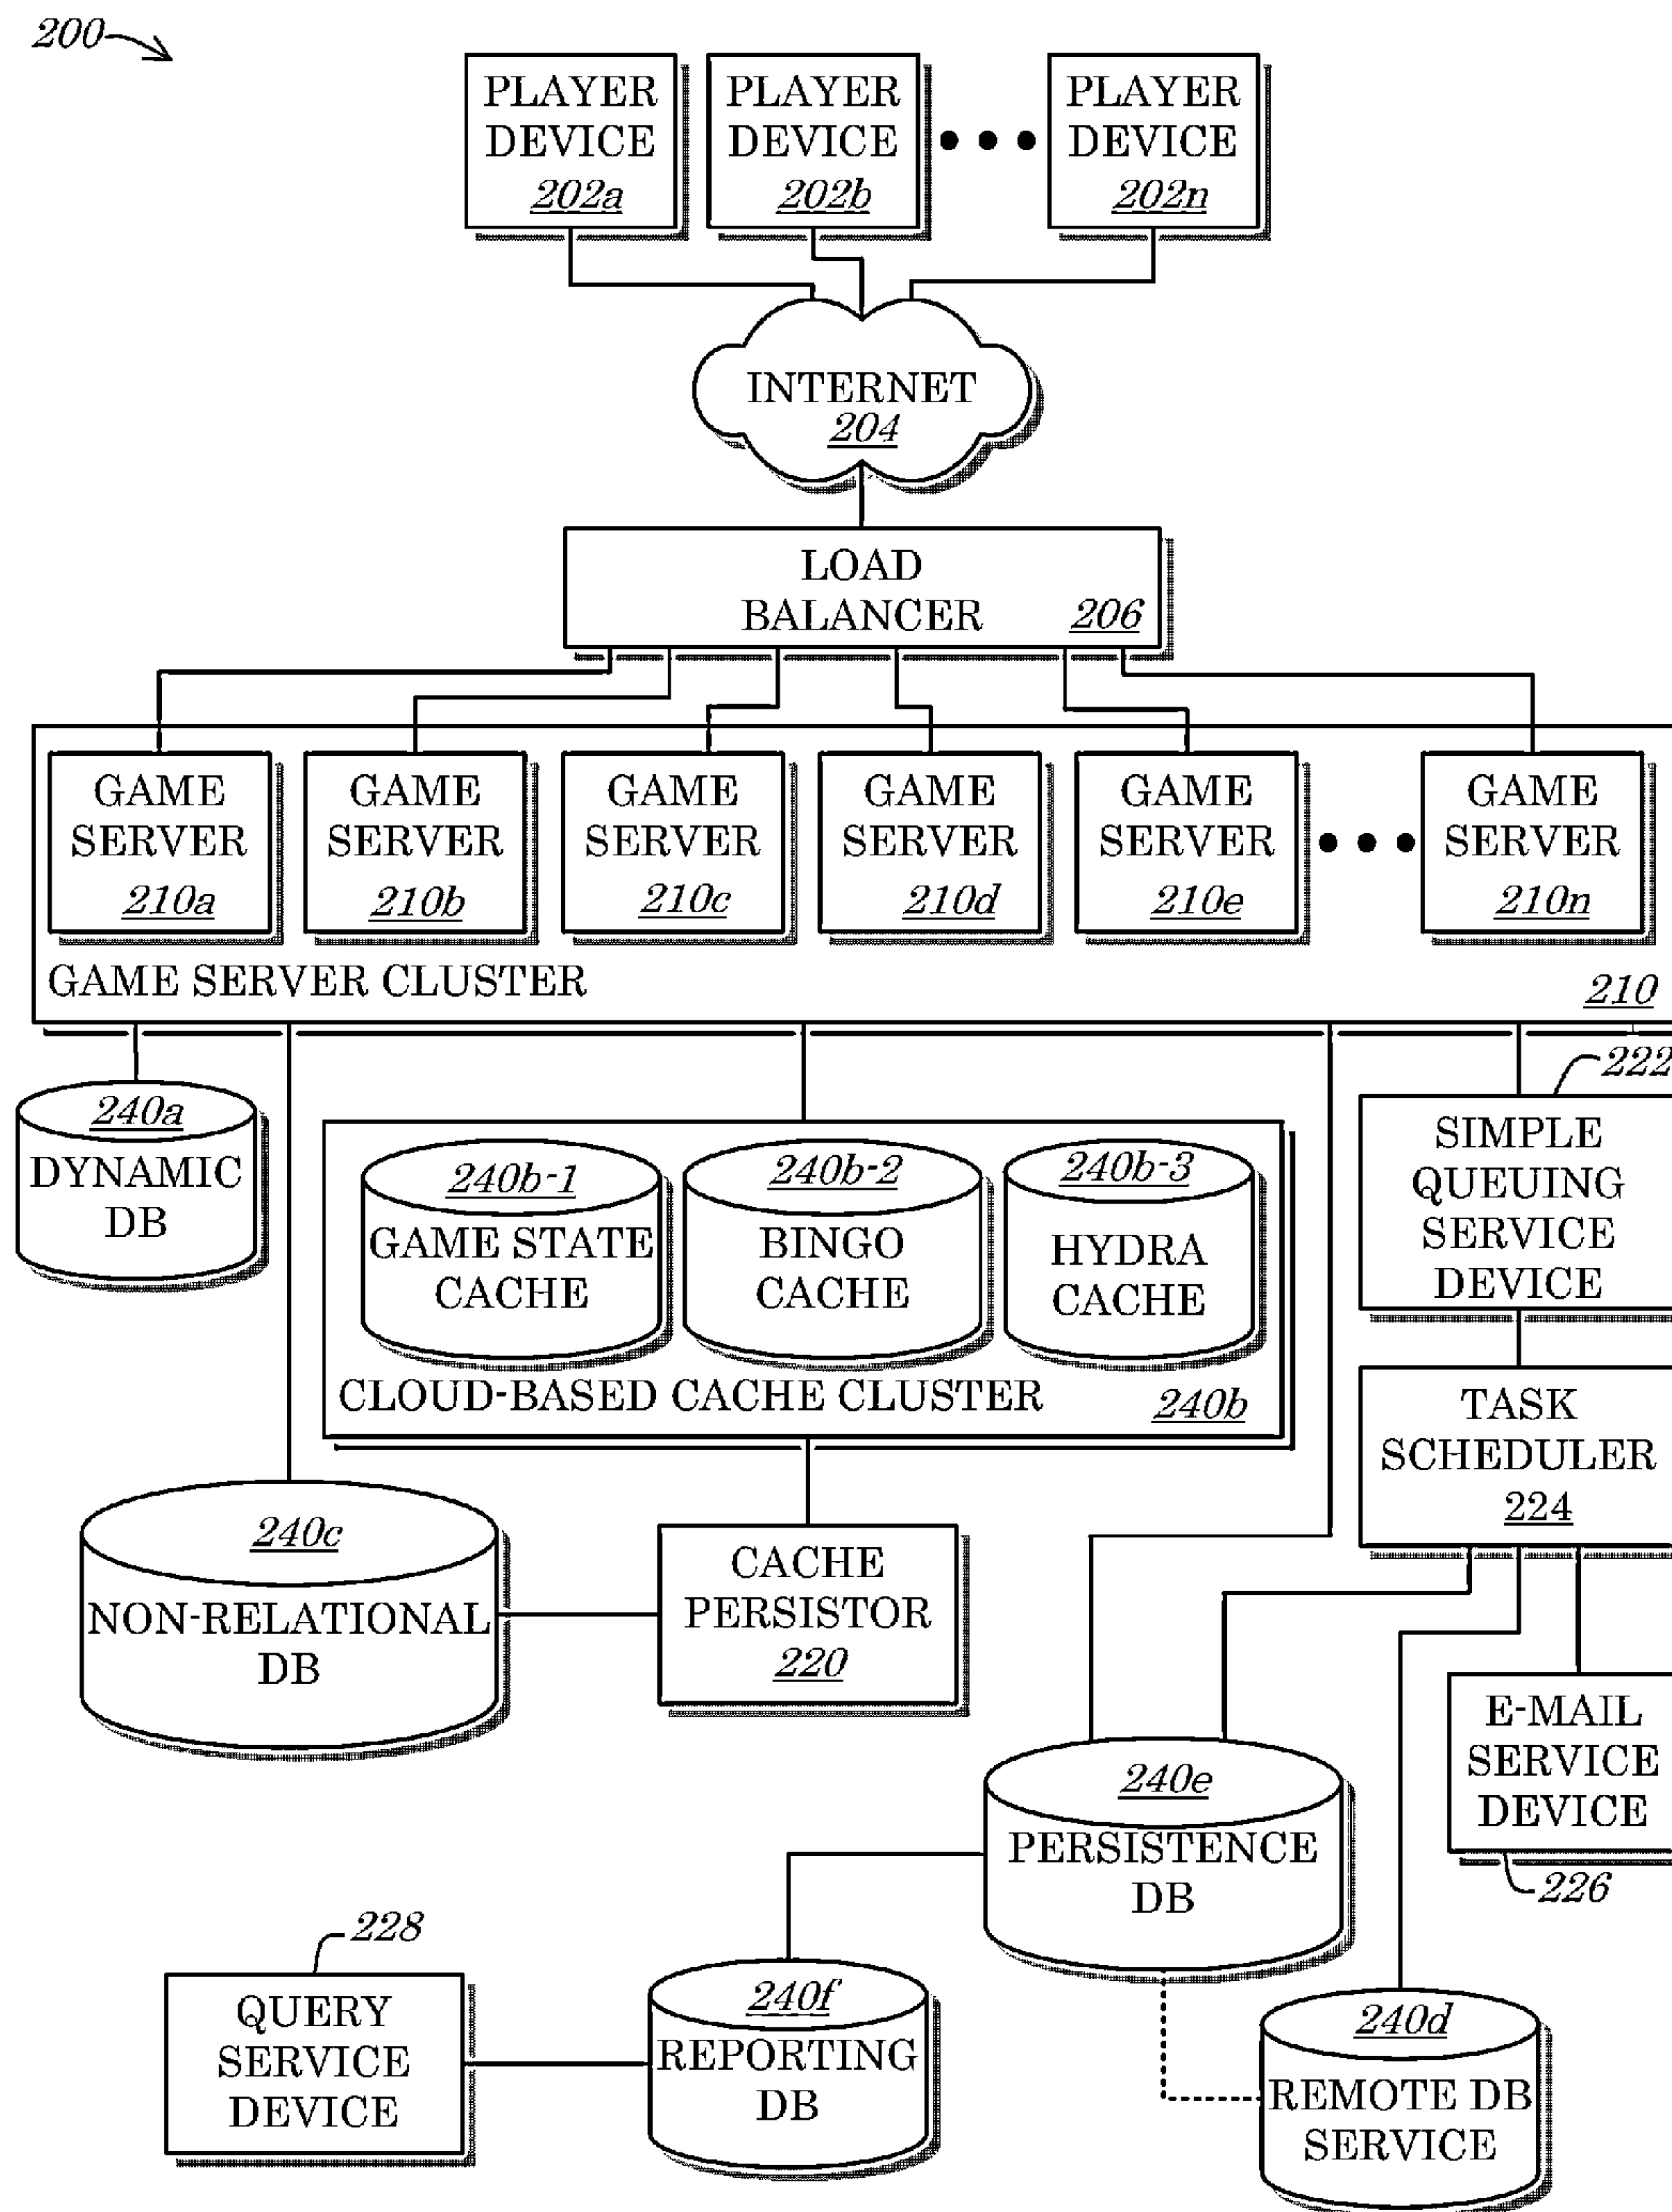 200
PLAYER
DEVICE
202a
PLAYER
DEVICE
202b
PLAYER
DEVICE
202n
INTERNET
204
LOAD
BALANCER
206
GAME
SERVER
210a
GAME
SERVER
210b
GAME
SERVER
210c
GAME
SERVER
210d
GAME
SERVER
210e
GAME
SERVER
210n
GAME SERVER CLUSTER
210
240a
DYNAMIC
DB
240b-1
GAME STATE
CACHE
240b-2
BINGO
CACHE
240b-3
HYDRA
CACHE
CLOUD-BASED CACHE CLUSTER
240b
222
SIMPLE
QUEUING
SERVICE
DEVICE
TASK
SCHEDULER
224
240c
NON-RELATIONAL
DB
CACHE
PERSISTOR
220
E-MAIL
SERVICE
DEVICE
226
240e
PERSISTENCE
DB
228
QUERY
SERVICE
DEVICE
240f
REPORTING
DB
240d
REMOTE DB
SERVICE